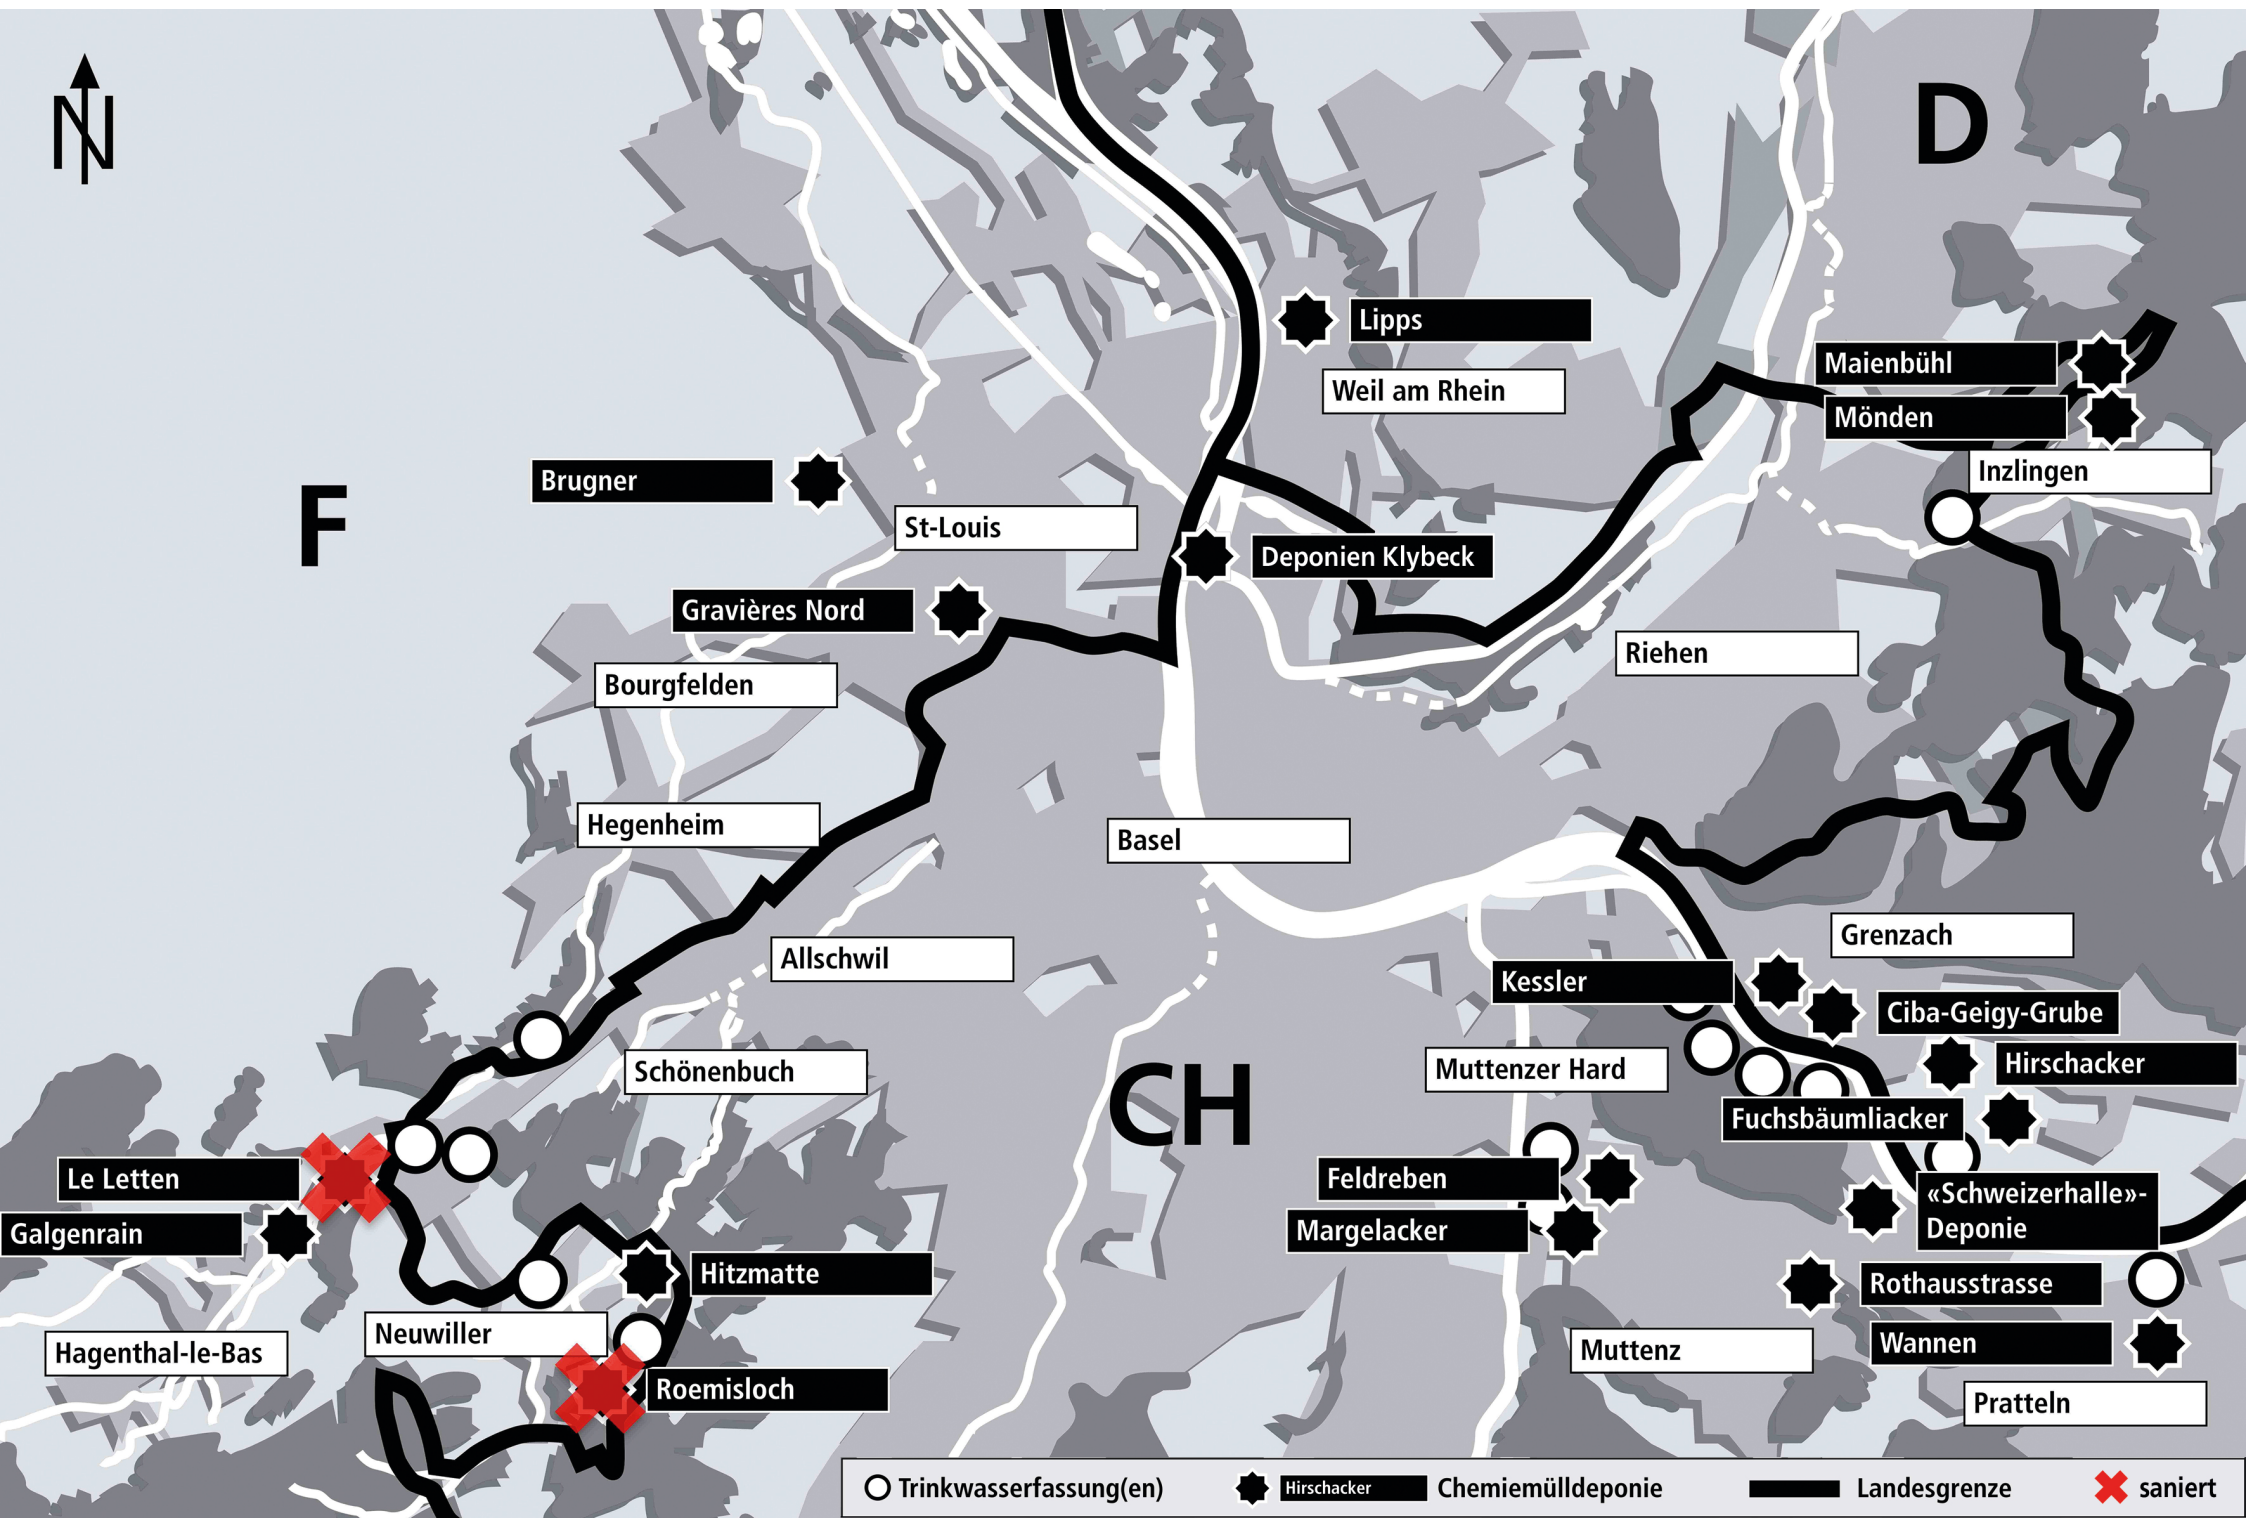 N
D
Lipps
Maienbühl
Weil am Rhein
Mönden
Inzlingen
Brugner
F
St-Louis
Deponien Klybeck
Gravières Nord
Riehen
Bourgfelden
Hegenheim
Basel
Grenzach
Allschwil
Kessler
Ciba-Geigy-Grube
Hirschacker
Schönenbuch
Muttenzer Hard
CH
Fuchsbäumliacker
Le Letten
Feldreben
«Schweizerhalle»-
Deponie
Galgenrain
Margelacker
Hitzmatte
Rothausstrasse
Neuwiller
Wannen
Hagenthal-le-Bas
Muttenz
Roemisloch
Pratteln
Trinkwasserfassung(en)
Hirschacker
Chemiemülldeponie
Landesgrenze
saniert